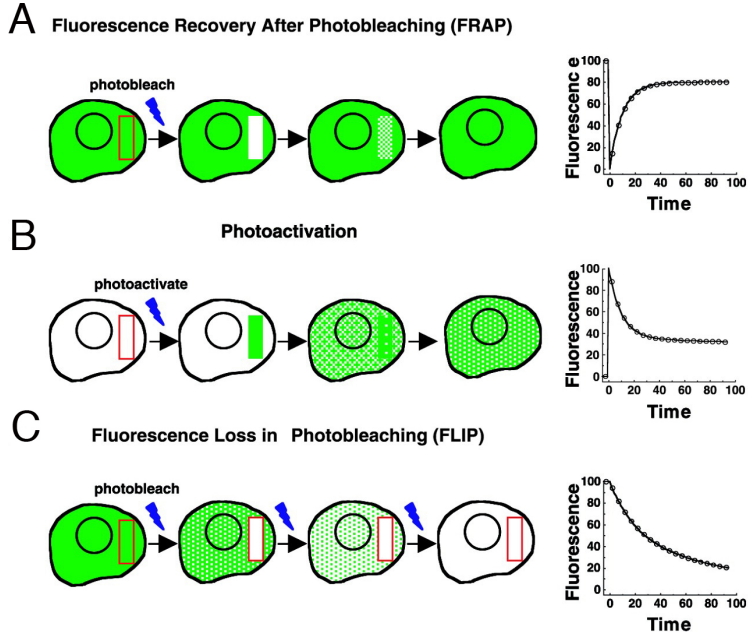 A Fluorescence Recovery After Photobleaching (FRAP)
photobleach
Fluorescenc e
100
80
60
40
20
0
0 20 40 60 80 100
Time
B Photoactivation
photoactivate
Fluorescence
100
80
60
40
20
0
0 20 40 60 80 100
Time
C Fluorescence Loss in Photobleaching (FLIP)
photobleach
Fluorescence
100
80
60
40
20
0
0 20 40 60 80 100
Time